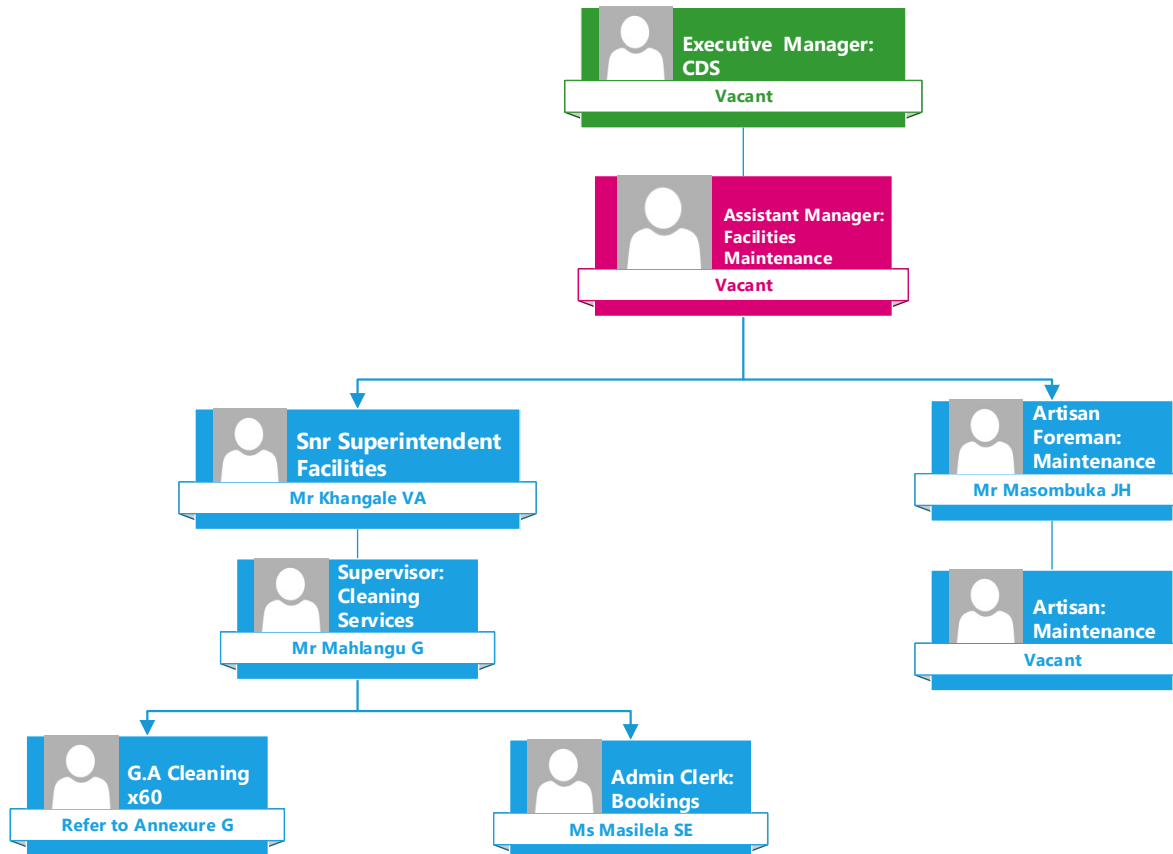 Executive Manager:
CDS
Vacant
Assistant Manager:
Facilities
Maintenance
Vacant
Snr Superintendent
Facilities
Mr Khangale VA
Artisan
Foreman:
Maintenance
Mr Masombuka JH
Supervisor:
Cleaning
Services
Mr Mahlangu G
Artisan:
Maintenance
Vacant
G.A Cleaning
x60
Refer to Annexure G
Admin Clerk:
Bookings
Ms Masilela SE